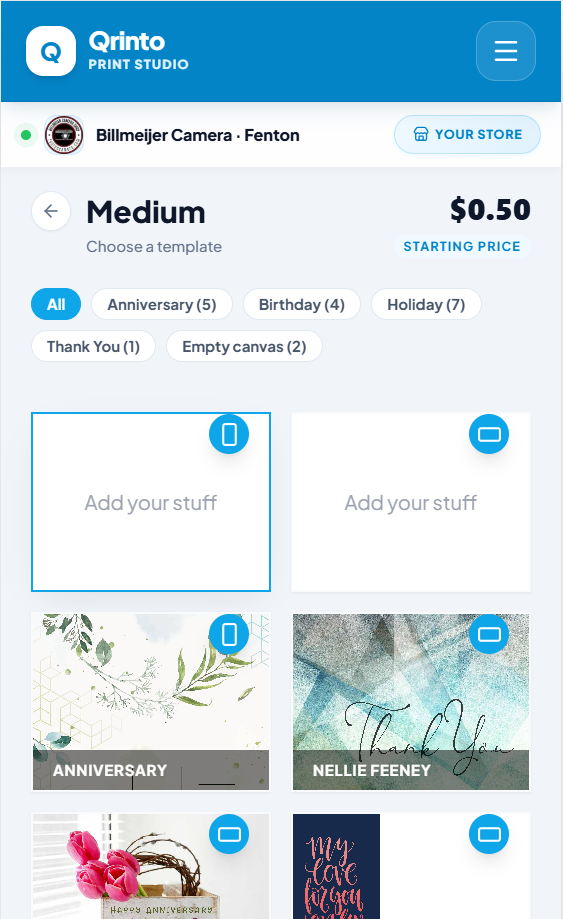 Q
Qrinto
PRINT STUDIO
Billmeijer Camera · Fenton
YOUR STORE
Medium
$0.50
Choose a template
STARTING PRICE
All
Anniversary (5)
Birthday (4)
Holiday (7)
Thank You (1)
Empty canvas (2)
Add your stuff
Add your stuff
ANNIVERSARY
Thank You
NELLIE FEENEY
HAPPY ANNIVERSARY
my
love
for you